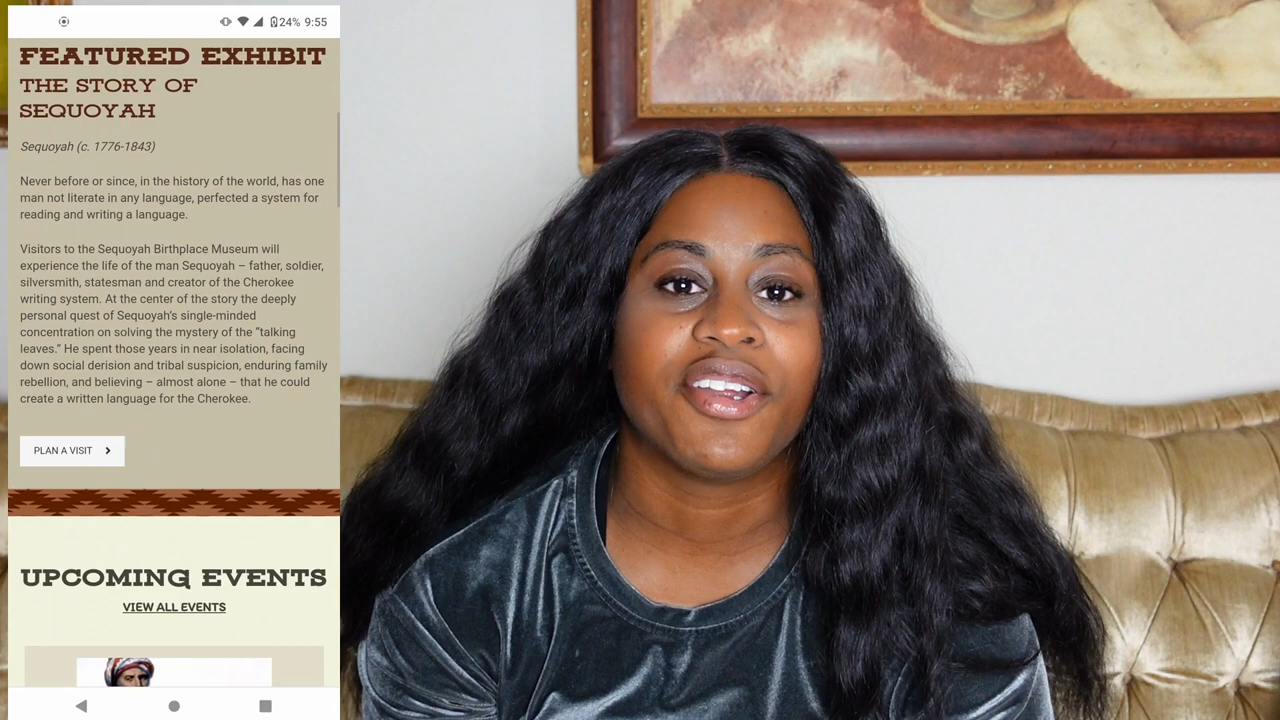 24% 9:55
FEATURED EXHIBIT
THE STORY OF
SEQUOYAH
Sequoyah (c. 1776-1843)
Never before or since, in the history of the world, has one
man not literate in any language, perfected a system for
reading and writing a language.
Visitors to the Sequoyah Birthplace Museum will
experience the life of the man Sequoyah – father, soldier,
silversmith, statesman and creator of the Cherokee
writing system. At the center of the story the deeply
personal quest of Sequoyah's single-minded
concentration on solving the mystery of the “talking
leaves.” He spent those years in near isolation, facing
down social derision and tribal suspicion, enduring family
rebellion, and believing – almost alone – that he could
create a written language for the Cherokee.
PLAN A VISIT
UPCOMING EVENTS
VIEW ALL EVENTS